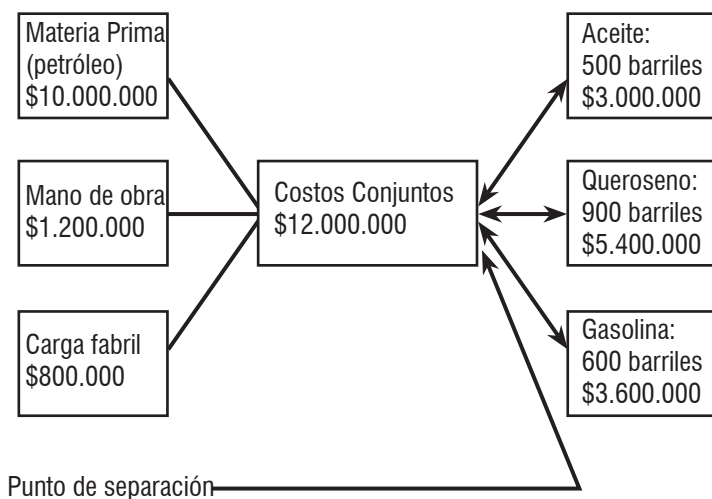 Materia Prima
(petróleo)
$10.000.000
Mano de obra
$1.200.000
Carga fabril
$800.000
Costos Conjuntos
$12.000.000
Aceite:
500 barriles
$3.000.000
Queroseno:
900 barriles
$5.400.000
Gasolina:
600 barriles
$3.600.000
Punto de separación